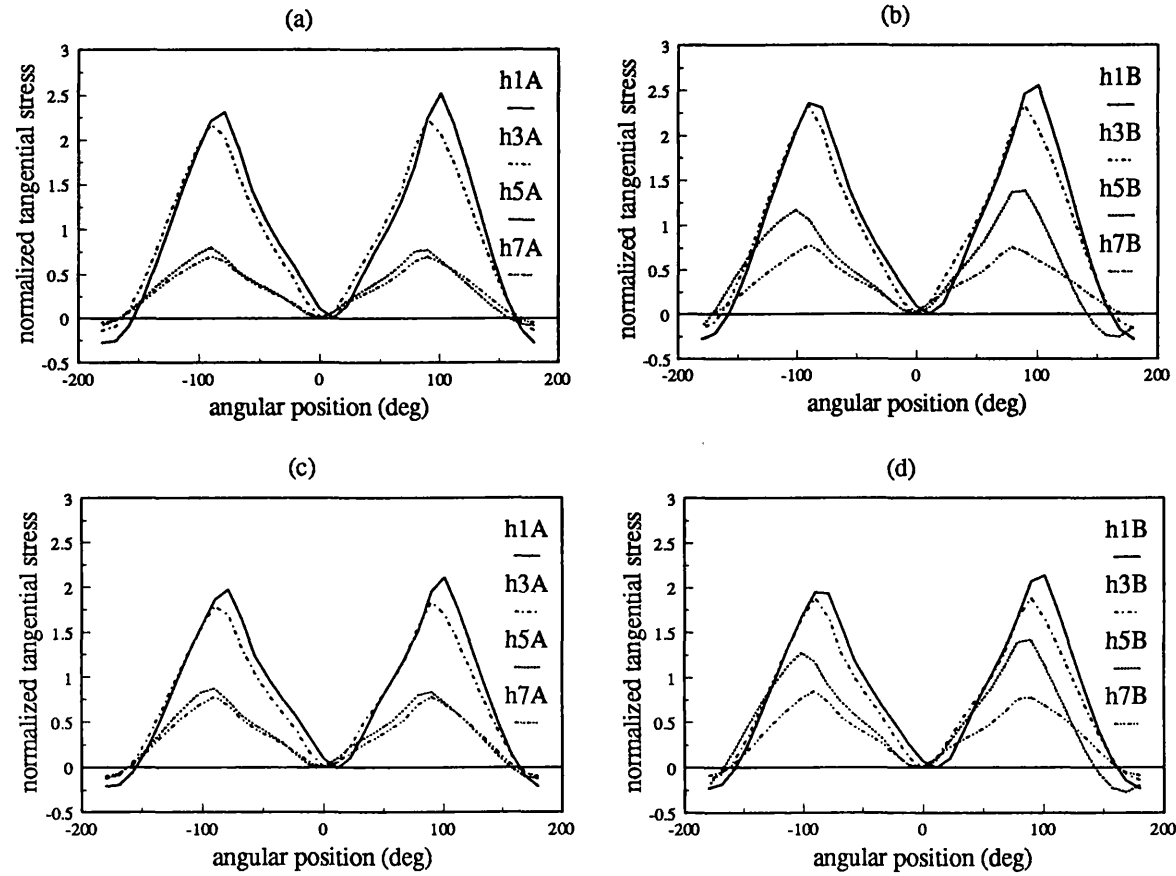 (a)
normalized tangential stress
3
2.5
2
1.5
1
0.5
0
-0.5
-200
-100
0
100
200
angular position (deg)
h1A
h3A
h5A
h7A
(b)
normalized tangential stress
3
2.5
2
1.5
1
0.5
0
-0.5
-200
-100
0
100
200
angular position (deg)
h1B
h3B
h5B
h7B
(c)
normalized tangential stress
3
2.5
2
1.5
1
0.5
0
-0.5
-200
-100
0
100
200
angular position (deg)
h1A
h3A
h5A
h7A
(d)
normalized tangential stress
3
2.5
2
1.5
1
0.5
0
-0.5
-200
-100
0
100
200
angular position (deg)
h1B
h3B
h5B
h7B